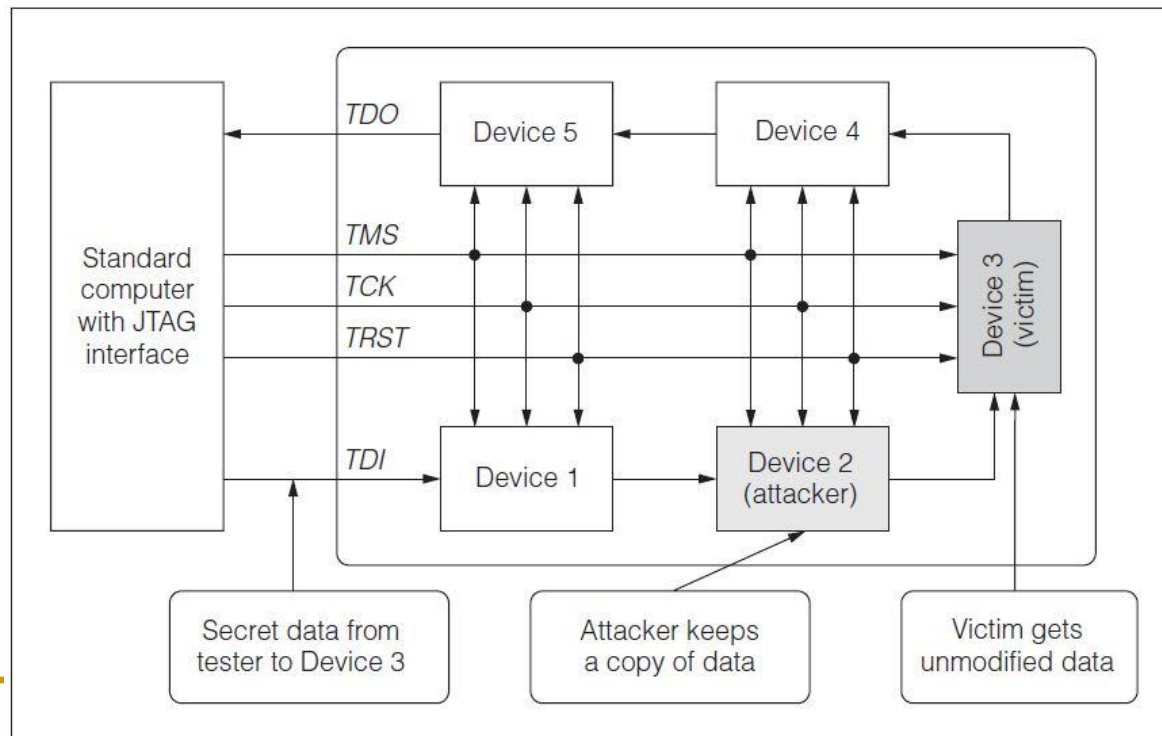 TDO
Device 5
Device 4
TMS
Standard
computer
with JTAG
interface
TCK
TRST
Device 3
(victim)
TDI
Device 1
Device 2
(attacker)
Secret data from
tester to Device 3
Attacker keeps
a copy of data
Victim gets
unmodified data